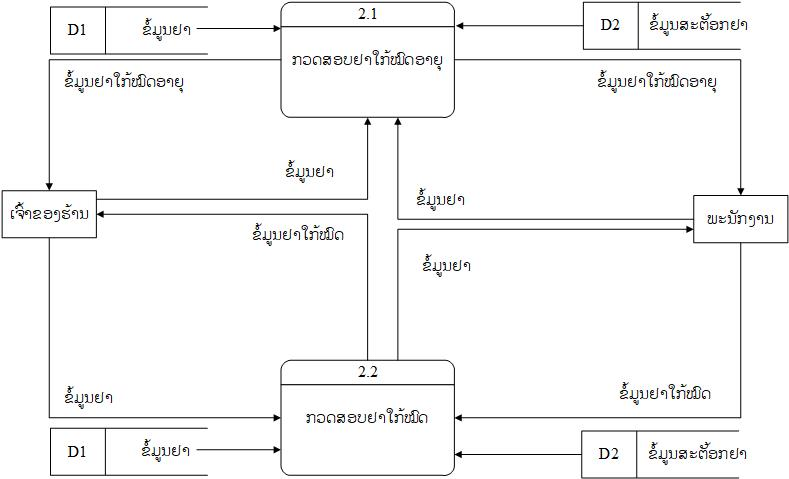 2.1
D1 ຂໍ້ມູນຢາ
D2 ຂໍ້ມູນສະຕັອກຢາ
ກວດສອບຢາໃກ້ໝົດອາຍຸ
ຂໍ້ມູນຢາໃກ້ໝົດອາຍຸ
ຂໍ້ມູນຢາໃກ້ໝົດອາຍຸ
ຂໍ້ມູນຢາ
ຂໍ້ມູນຢາ
ເຈົ້າຂອງຮ້ານ
ພະນັກງານ
ຂໍ້ມູນຢາໃກ້ໝົດ
ຂໍ້ມູນຢາ
2.2
ຂໍ້ມູນຢາ
ຂໍ້ມູນຢາໃກ້ໝົດ
ກວດສອບຢາໃກ້ໝົດ
D1 ຂໍ້ມູນຢາ
D2 ຂໍ້ມູນສະຕັອກຢາ